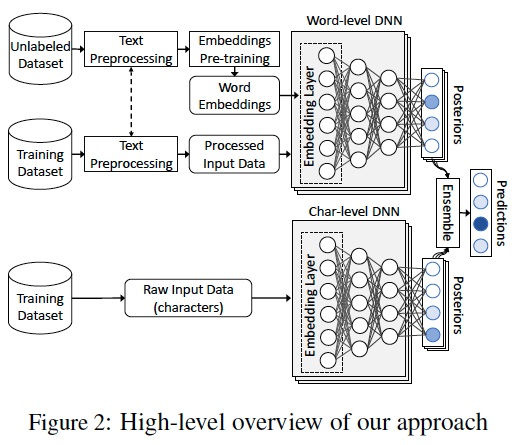 Unlabeled
Dataset
Text
Preprocessing
Embeddings
Pre-training
Word
Embeddings
Training
Dataset
Text
Preprocessing
Processed
Input Data
Word-level DNN
Embedding Layer
Posteriors
Ensemble
Predictions
Training
Dataset
Raw Input Data
(characters)
Char-level DNN
Embedding Layer
Posteriors
Figure 2: High-level overview of our approach